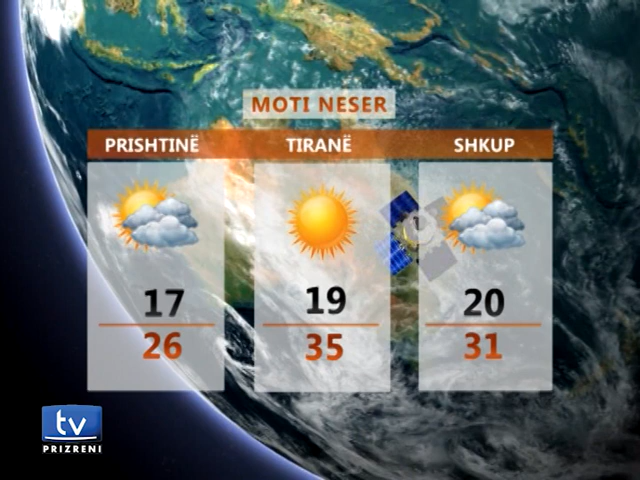 MOTI NESER
PRISHTINË
TIRANË
SHKUP
17
19
20
26
35
31
tv
PRIZRENI